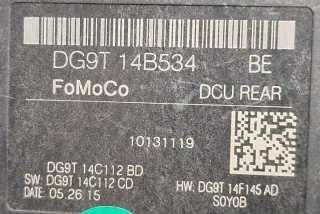 DG9T 14B534 BE
FoMoCo DCU REAR
10131119
DG9T 14C112 BD
SW: DG9T 14C112 CD HW: DG9T 14F145 AD
DATE: 05.26.15 S0Y0B